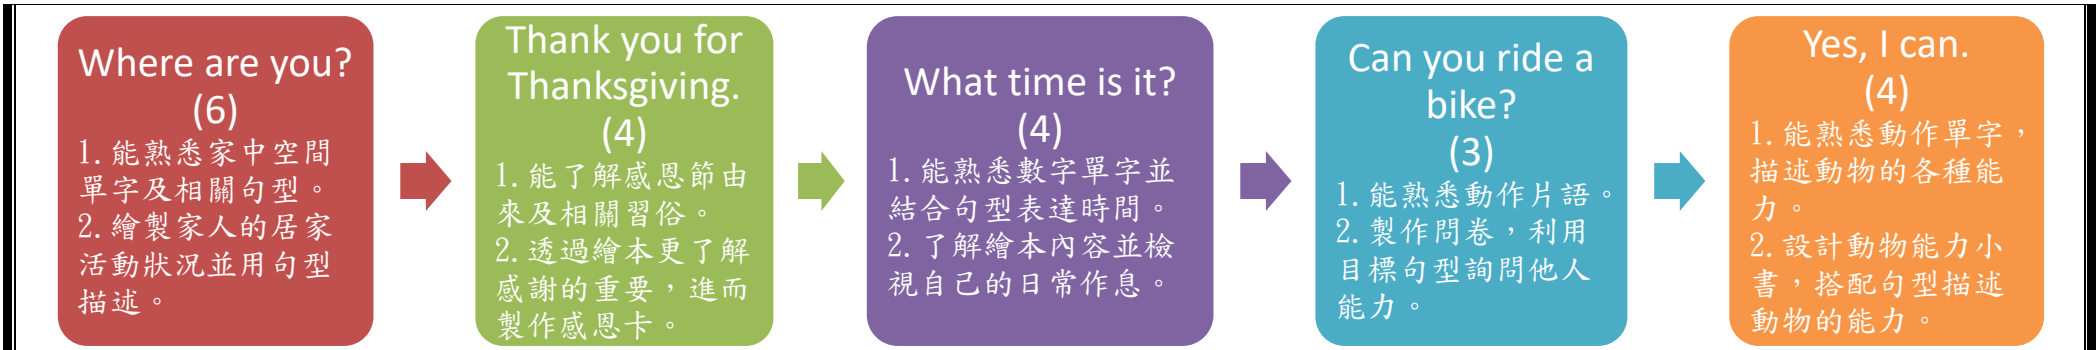 Where are you?
(6)
1.能熟悉家中空間
單字及相關句型。
2.繪製家人的居家
活動狀況並用句型
描述。
Thank you for
Thanksgiving.
(4)
1.能了解感恩節由
來及相關習俗。
2.透過繪本更了解
感謝的重要，進而
製作感恩卡。
What time is it?
(4)
1.能熟悉數字單字並
結合句型表達時間。
2.了解繪本內容並檢
視自己的日常作息。
Can you ride a
bike?
(3)
1.能熟悉動作片語。
2.製作問卷，利用
目標句型詢問他人
能力。
Yes, I can.
(4)
1.能熟悉動作單字，
描述動物的各種能
力。
2.設計動物能力小
書，搭配句型描述
動物的能力。